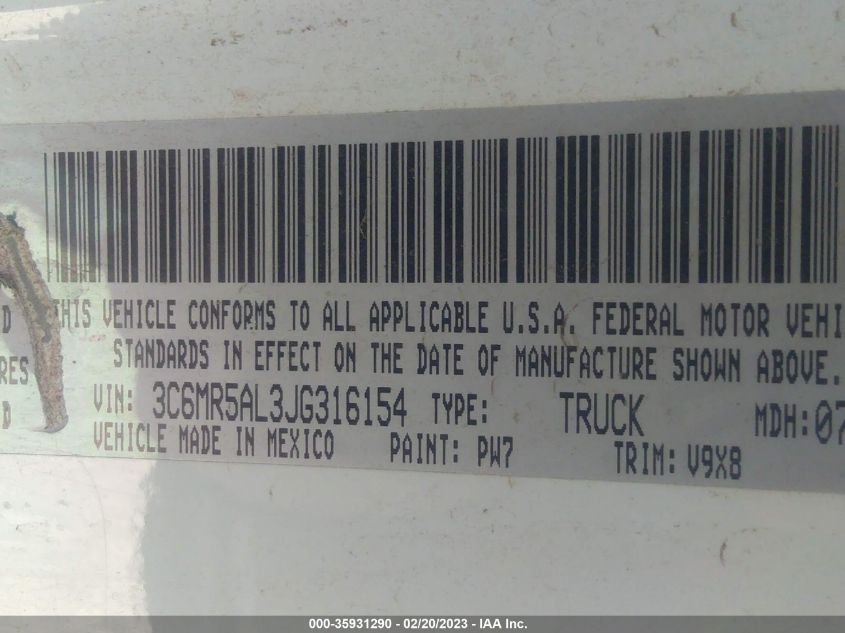 THIS VEHICLE CONFORMS TO ALL APPLICABLE U.S.A. FEDERAL MOTOR VEHI
D
STANDARDS IN EFFECT ON THE DATE OF MANUFACTURE SHOWN ABOVE.
RES
VIN: 3C6MR5AL3JG316154 TYPE: TRUCK MDH:07
D
VEHICLE MADE IN MEXICO PAINT: PW7 TRIM: V9X8
000-35931290 - 02/20/2023 - IAA Inc.